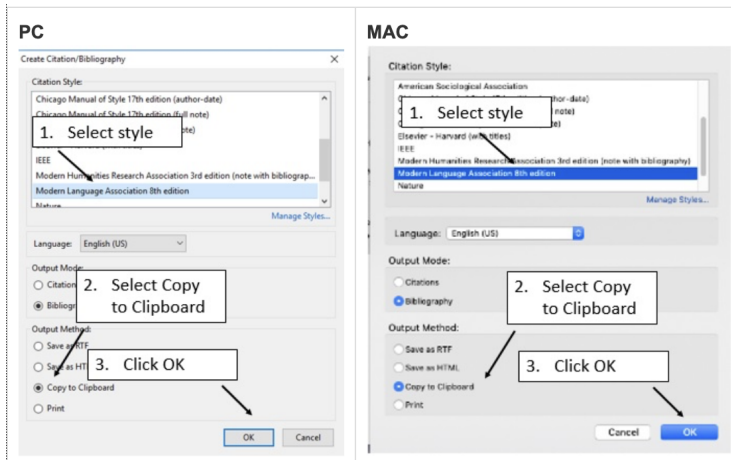 PC
Create Citation/Bibliography
Citation Style:
Chicago Manual of Style 17th edition (author-date)
Chicago Manual of Style 17th edition (full note)
1. Select style
IEEE
Modern Humanities Research Association 3rd edition (note with bibliograp...
Modern Language Association 8th edition
Nature
Manage Styles...
Language: English (US)
Output Mode:
2. Select Copy
to Clipboard
Output Method:
Save as RTF
3. Click OK
Copy to Clipboard
Print
OK Cancel
MAC
Citation Style:
American Sociological Association
1. Select style
Elsevier - Harvard (with titles)
IEEE
Modern Humanities Research Association 3rd edition (note with bibliography)
Modern Language Association 8th edition
Nature
Manage Styles...
Language: English (US)
Output Mode:
Citations
2. Select Copy
to Clipboard
Bibliography
Output Method:
Save as RTF
Save as HTML
3. Click OK
Copy to Clipboard
Print
Cancel OK